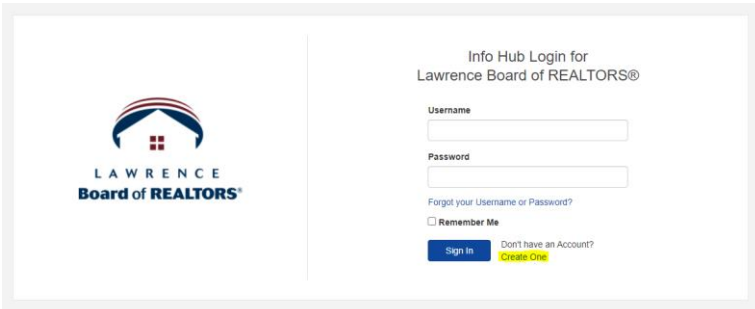 LAWRENCE
Board of REALTORS®
Info Hub Login for
Lawrence Board of REALTORS®
Username
Password
Forgot your Username or Password?
Remember Me
Sign In
Don't have an Account?
Create One